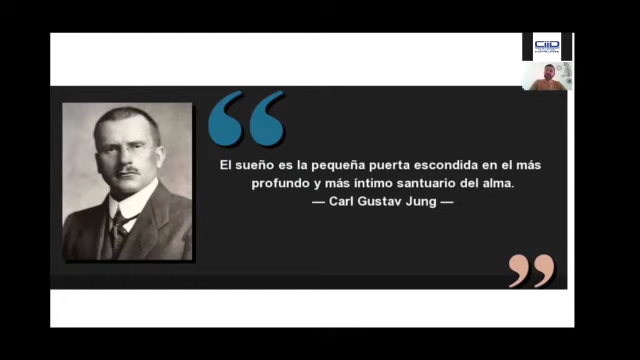 CIID
El sueño es la pequeña puerta escondida en el más
profundo y más íntimo santuario del alma.
— Carl Gustav Jung —